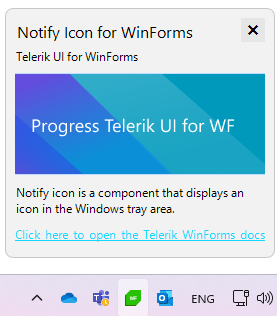 Notify Icon for WinForms
Telerik UI for WinForms
Progress Telerik UI for WF
Notify icon is a component that displays an
icon in the Windows tray area.
Click here to open the Telerik WinForms docs
WF
ENG